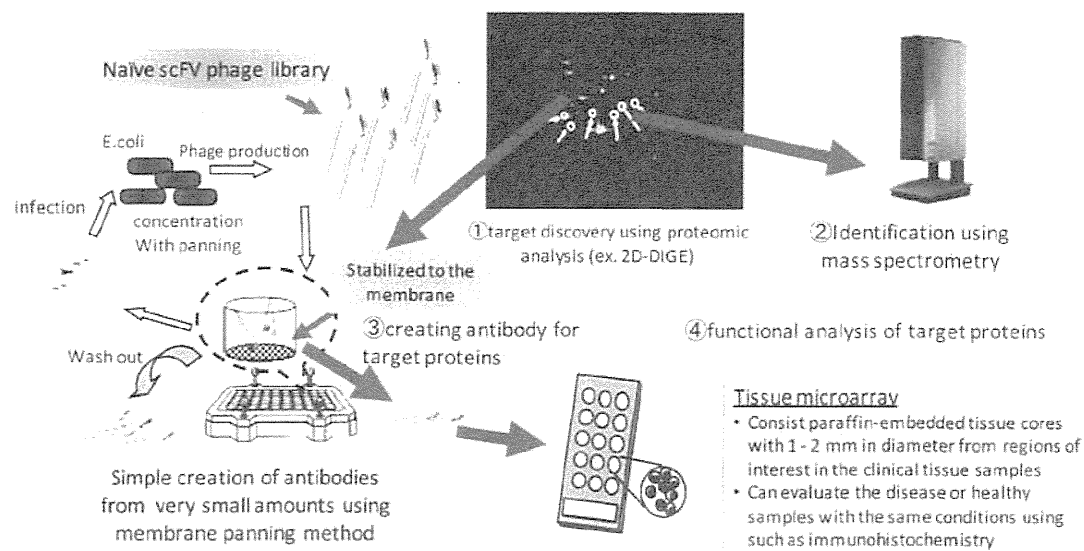 Naïve scFV phage library
E.coli
Phage production
infection
concentration
With panning
①target discovery using proteomic
analysis (ex. 2D-DIGE)
②Identification using
mass spectrometry
Stabilized to the
membrane
③creating antibody for
target proteins
④functional analysis of target proteins
Wash out
Simple creation of antibodies
from very small amounts using
membrane panning method
Tissue microarray
• Consist paraffin-embedded tissue cores
with 1 - 2 mm in diameter from regions of
interest in the clinical tissue samples
• Can evaluate the disease or healthy
samples with the same conditions using
such as immunohistochemistry